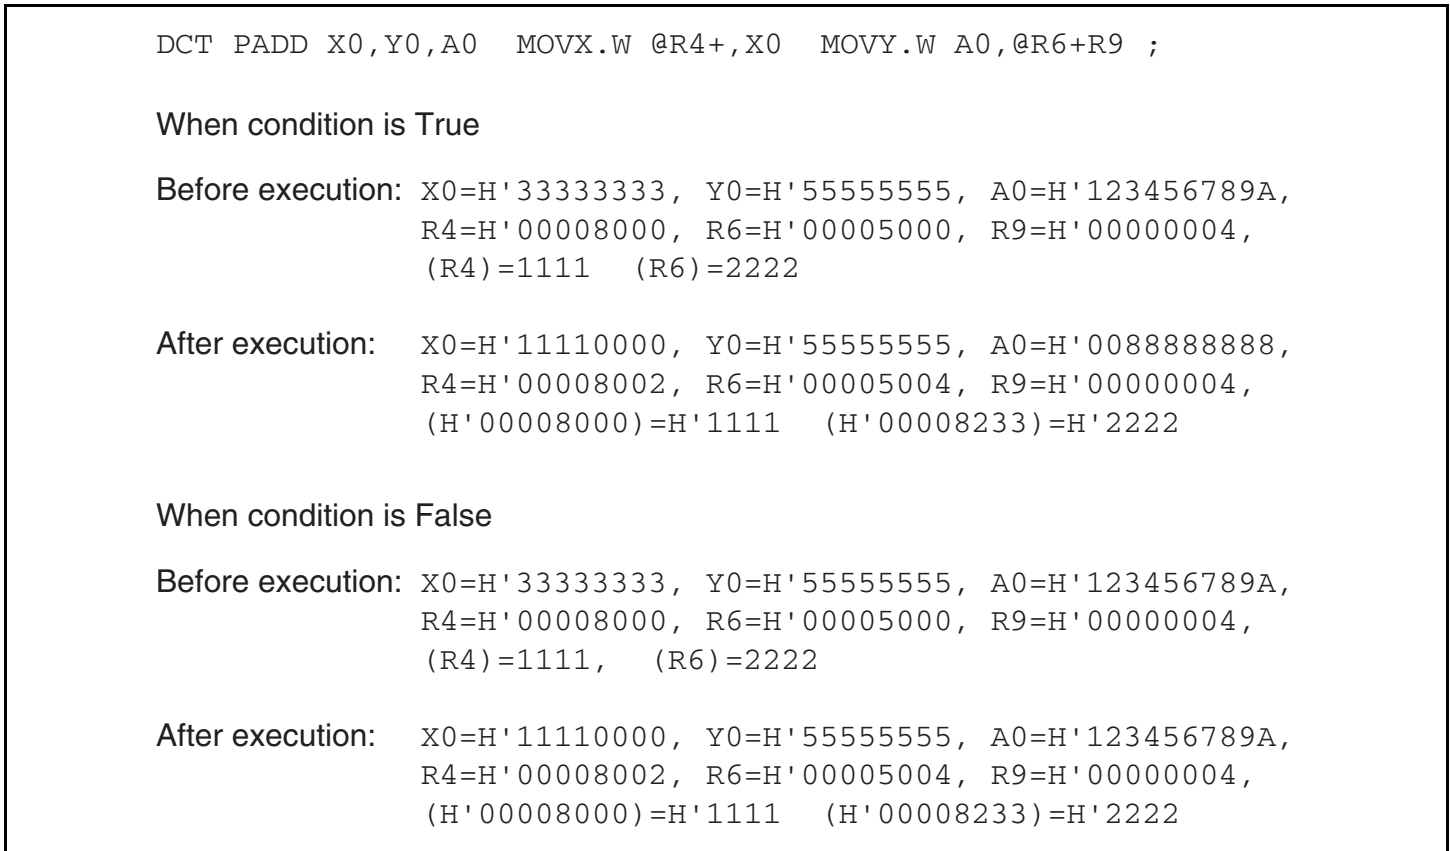 DCT PADD X0,Y0,A0  MOVX.W @R4+,X0  MOVY.W A0,@R6+R9 ;
When condition is True
Before execution: X0=H'33333333, Y0=H'55555555, A0=H'123456789A,
R4=H'00008000, R6=H'00005000, R9=H'00000004,
(R4)=1111  (R6)=2222
After execution: X0=H'11110000, Y0=H'55555555, A0=H'0088888888,
R4=H'00008002, R6=H'00005004, R9=H'00000004,
(H'00008000)=H'1111  (H'00008233)=H'2222
When condition is False
Before execution: X0=H'33333333, Y0=H'55555555, A0=H'123456789A,
R4=H'00008000, R6=H'00005000, R9=H'00000004,
(R4)=1111,  (R6)=2222
After execution: X0=H'11110000, Y0=H'55555555, A0=H'123456789A,
R4=H'00008002, R6=H'00005004, R9=H'00000004,
(H'00008000)=H'1111  (H'00008233)=H'2222